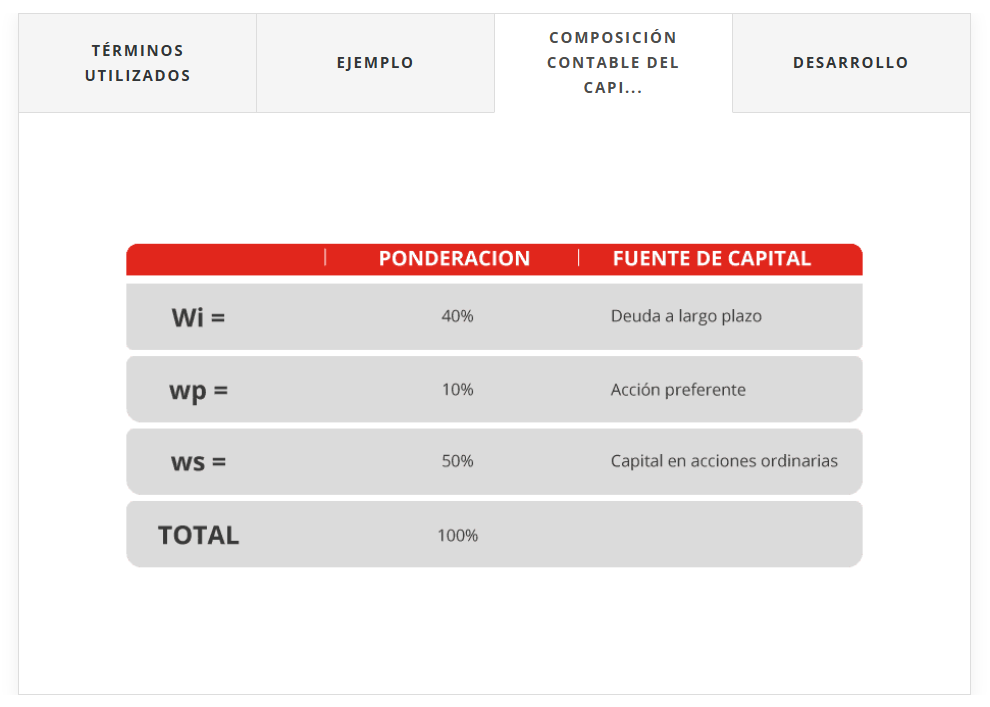 TÉRMINOS
UTILIZADOS
EJEMPLO
COMPOSICIÓN
CONTABLE DEL
CAPI...
DESARROLLO
PONDERACION FUENTE DE CAPITAL
Wi = 40% Deuda a largo plazo
wp = 10% Acción preferente
ws = 50% Capital en acciones ordinarias
TOTAL 100%